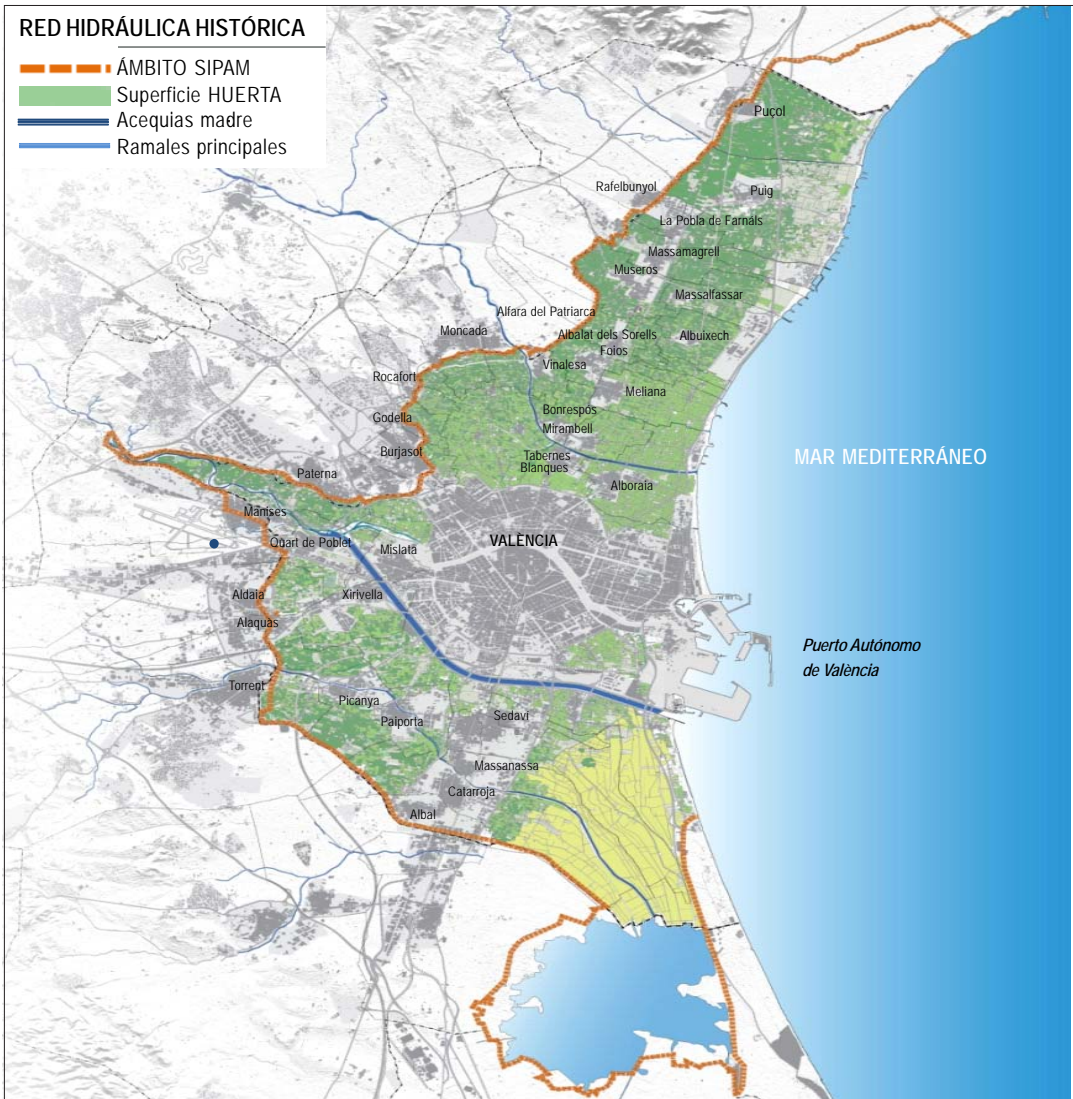 RED HIDRÁULICA HISTÓRICA
ÁMBITO SIPAM
Superficie HUERTA
Acequias madre
Ramales principales
Puçol
Rafelbunyol
Puig
La Pobla de Farnáls
Massamagrell
Museros
Massalfassar
Alfara del Patriarca
Moncada
Albalat dels Sorells
Foios
Albuixech
Vinalesa
Rocafort
Meliana
Bonrespós
Mirambell
Godella
Burjasot
Tabernes
Blanques
MAR MEDITERRÁNEO
Paterna
Alboraía
Manises
Quart de Poblet
Mislata
VALÈNCIA
Aldaia
Xirivella
Alaquàs
Puerto Autónomo
de València
Torrent
Picanya
Paiporta
Sedaví
Massanassa
Catarroja
Albal